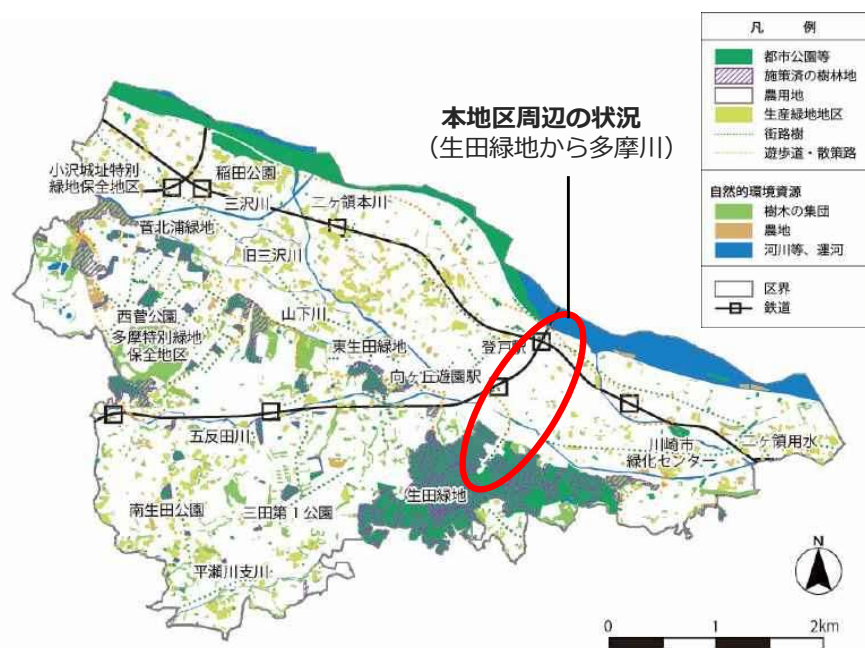 凡 例
都市公園等
施策済の樹林地
農用地
生産緑地地区
街路樹
遊歩道・散策路
自然的環境資源
樹木の集団
農地
河川等、運河
区界
鉄道
本地区周辺の状況
（生田緑地から多摩川）
小沢城址特別
緑地保全地区
稲田公園
三沢川
二ヶ領本川
菅北浦緑地
旧三沢川
西菅公園
多摩特別緑地
保全地区
山下川
東生田緑地
登戸駅
向ヶ丘遊園駅
五反田川
川崎市
緑化センター
二ヶ領用水
生田緑地
南生田公園
三田第１公園
平瀬川支川
N
0 1 2km